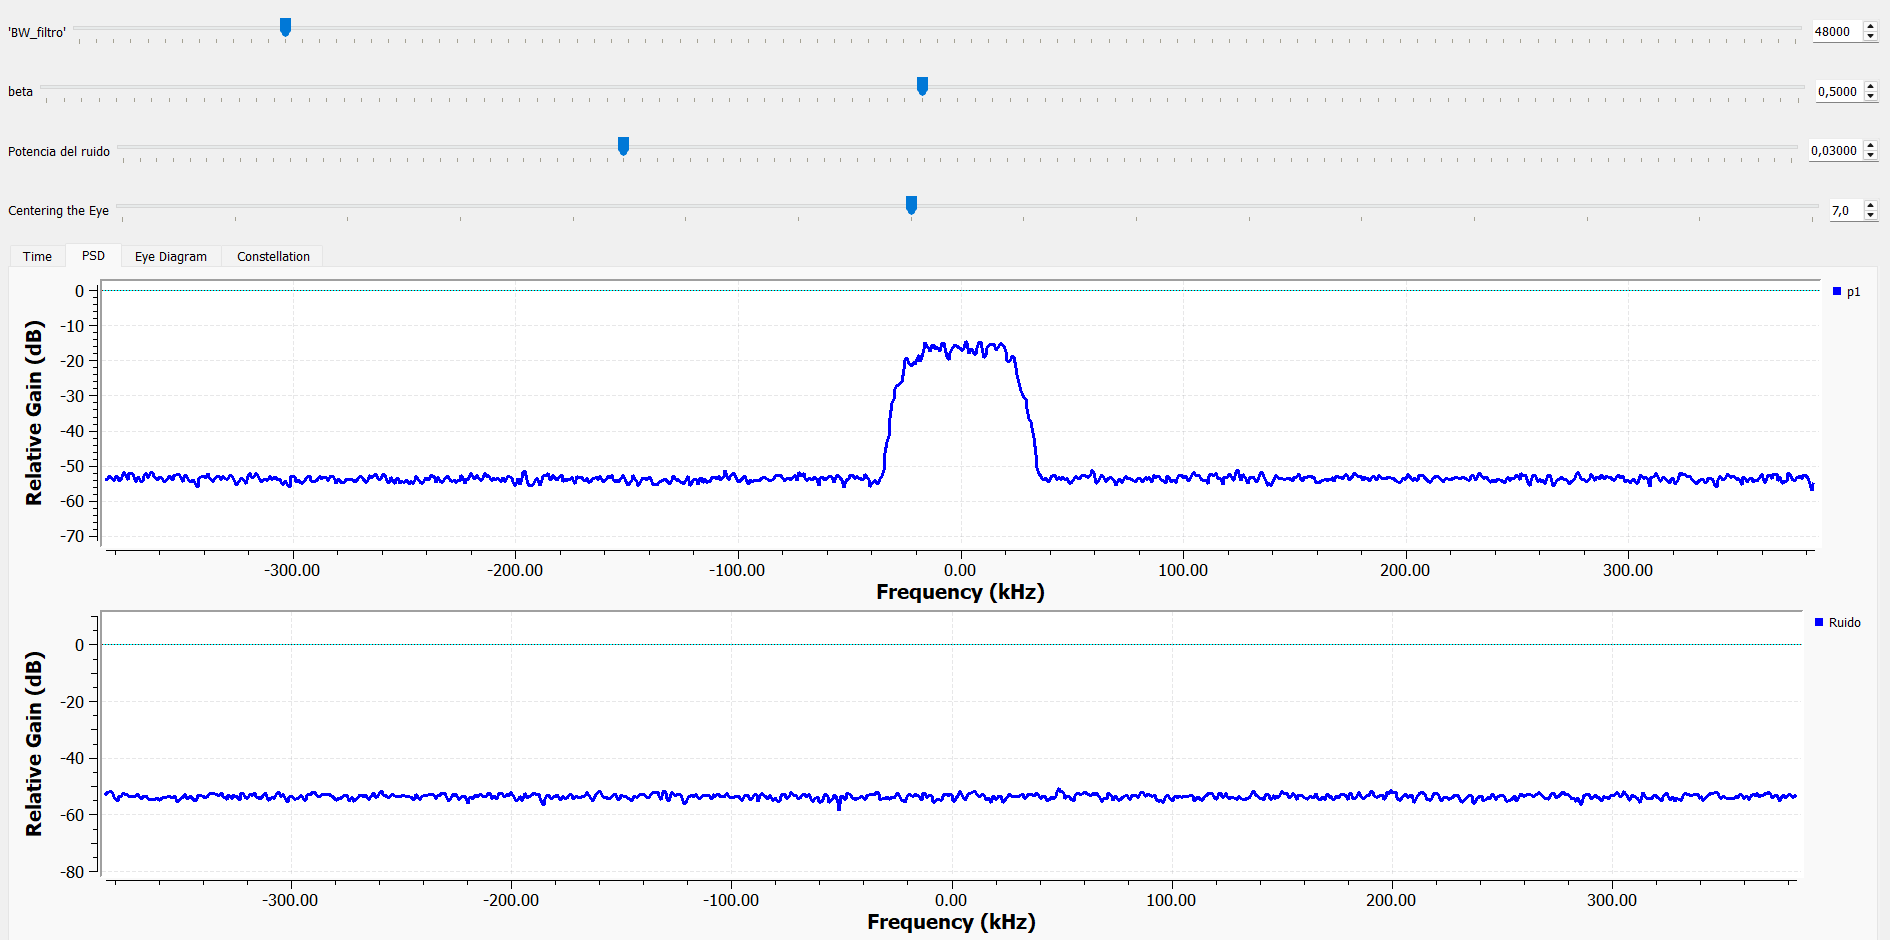 'BW_filtro' 48000
beta 0,5000
Potencia del ruido 0,03000
Centering the Eye 7,0
Time PSD Eye Diagram Constellation
Relative Gain (dB)
0
-10
-20
-30
-40
-50
-60
-70
p1
-300.00 -200.00 -100.00 0.00 100.00 200.00 300.00
Frequency (kHz)
Relative Gain (dB)
0
-20
-40
-60
-80
Ruido
-300.00 -200.00 -100.00 0.00 100.00 200.00 300.00
Frequency (kHz)